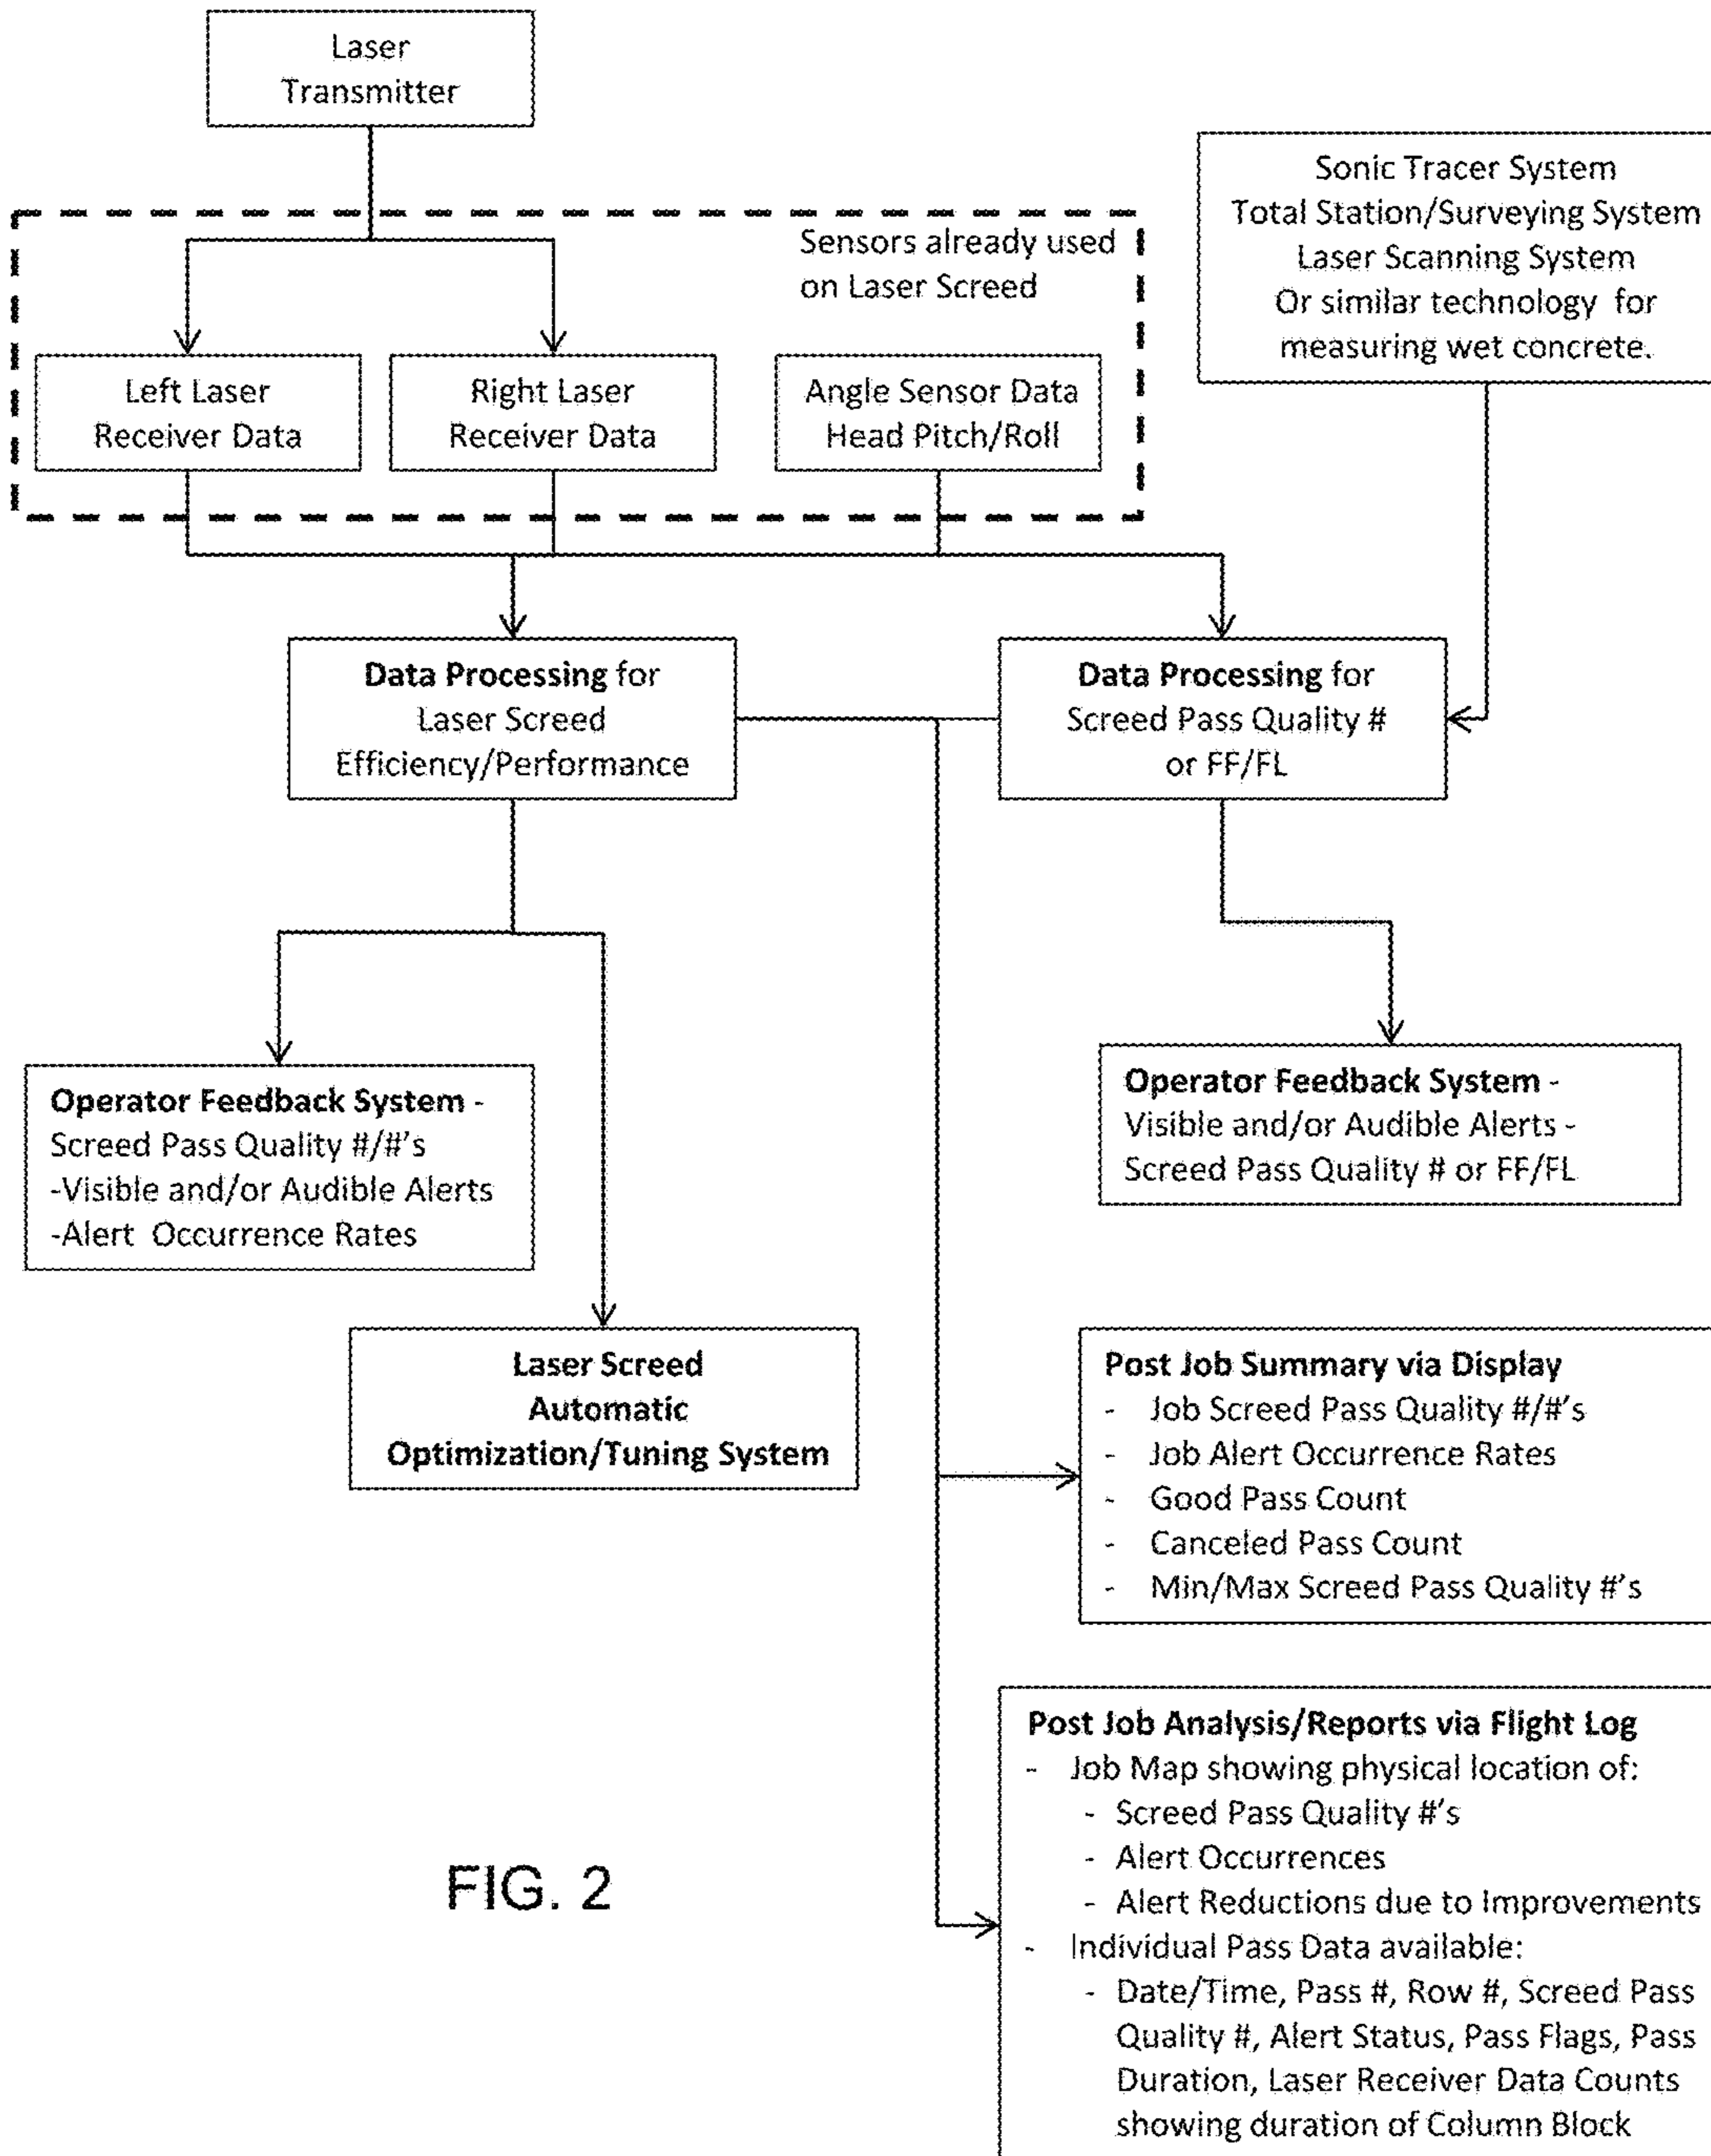 Laser
Transmitter
Sonic Tracer System
Total Station/Surveying System
Laser Scanning System
Or similar technology for
measuring wet concrete.
Sensors already used
on Laser Screed
Left Laser
Receiver Data
Right Laser
Receiver Data
Angle Sensor Data
Head Pitch/Roll
Data Processing for
Laser Screed
Efficiency/Performance
Data Processing for
Screed Pass Quality #
or FF/FL
Operator Feedback System -
Screed Pass Quality #/#'s
-Visible and/or Audible Alerts
-Alert Occurrence Rates
Operator Feedback System -
Visible and/or Audible Alerts -
Screed Pass Quality # or FF/FL
Laser Screed
Automatic
Optimization/Tuning System
Post Job Summary via Display
- Job Screed Pass Quality #/#'s
- Job Alert Occurrence Rates
- Good Pass Count
- Canceled Pass Count
- Min/Max Screed Pass Quality #'s
Post Job Analysis/Reports via Flight Log
- Job Map showing physical location of:
- Screed Pass Quality #'s
- Alert Occurrences
- Alert Reductions due to Improvements
- Individual Pass Data available:
- Date/Time, Pass #, Row #, Screed Pass
Quality #, Alert Status, Pass Flags, Pass
Duration, Laser Receiver Data Counts
showing duration of Column Block
FIG. 2